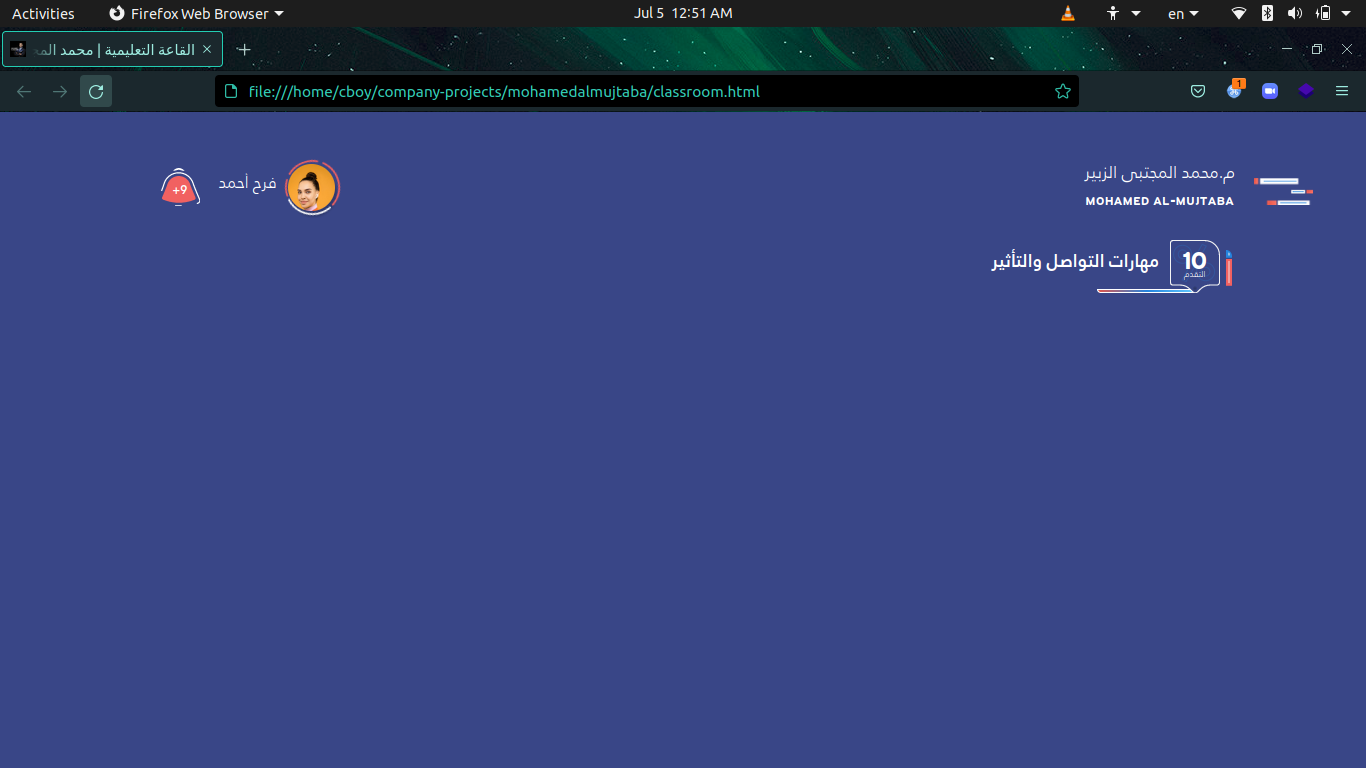 Activities
Firefox Web Browser
Jul 5 12:51 AM
en
القاعة التعليمية | محمد المج
file:///home/cboy/company-projects/mohamedalmujtaba/classroom.html
1
م.محمد المجتبى الزبير
MOHAMED AL-MUJTABA
فرح أحمد
+9
10
التقدم
مهارات التواصل والتأثير